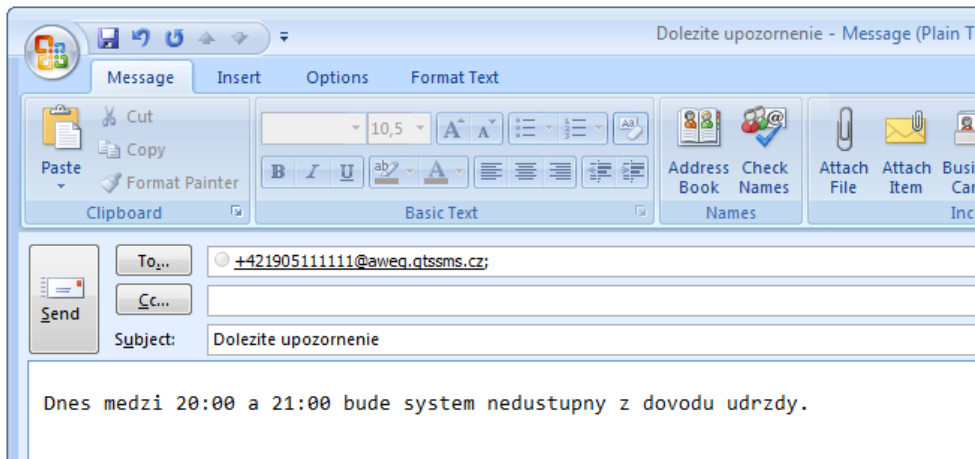 Dolezite upozornenie - Message (Plain T
Message Insert Options Format Text
Paste
Cut
Copy
Format Painter
Clipboard
10,5
Basic Text
Address Book
Check Names
Names
Attach File
Attach Item
Busi
Car
Inc
Send
To...
+421905111111@aweg.gtssms.cz;
Cc...
Subject:
Dolezite upozornenie
Dnes medzi 20:00 a 21:00 bude system nedustupny z dovodu udrzdy.